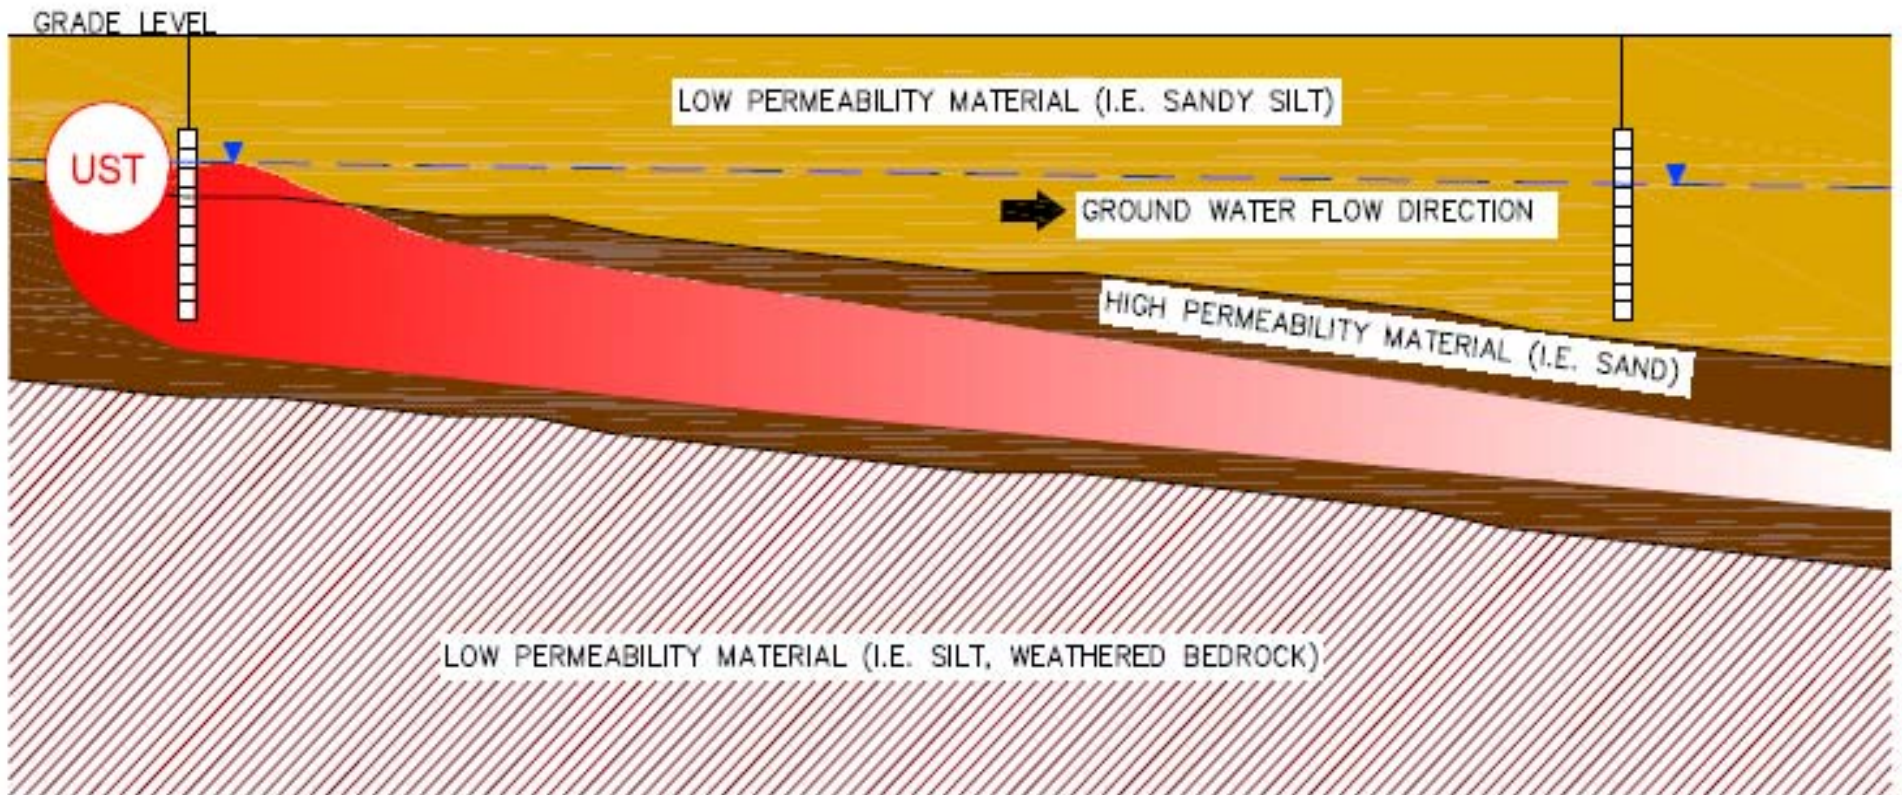 GRADE LEVEL
LOW PERMEABILITY MATERIAL (I.E. SANDY SILT)
UST
GROUND WATER FLOW DIRECTION
HIGH PERMEABILITY MATERIAL (I.E. SAND)
LOW PERMEABILITY MATERIAL (I.E. SILT, WEATHERED BEDROCK)